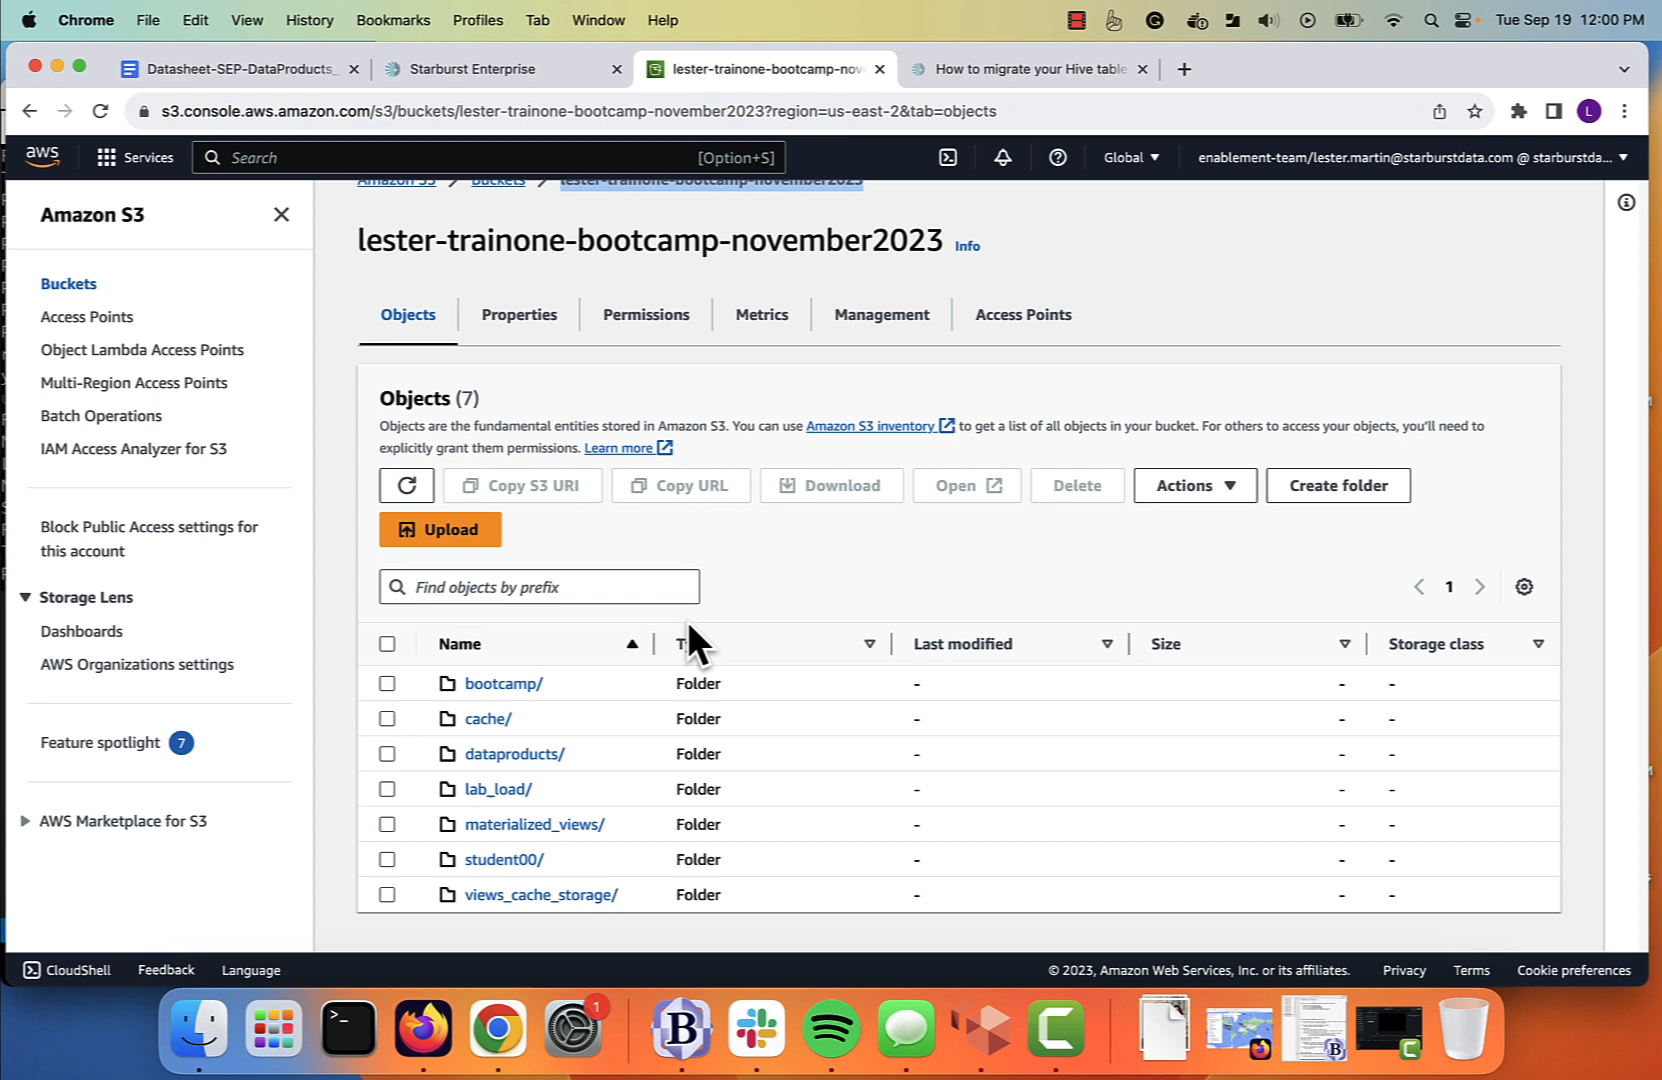 Chrome File Edit View History Bookmarks Profiles Tab Window Help Tue Sep 19 12:00 PM
Datasheet-SEP-DataProducts_ Starburst Enterprise lester-trainone-bootcamp-nov How to migrate your Hive table
s3.console.aws.amazon.com/s3/buckets/lester-trainone-bootcamp-november2023?region=us-east-2&tab=objects L
aws Services Search [Option+S] Global enablement-team/lester.martin@starburstdata.com @ starburstda...
Amazon S3 Buckets lester-trainone-bootcamp-november2023
Amazon S3
lester-trainone-bootcamp-november2023 Info
Buckets
Access Points
Object Lambda Access Points
Multi-Region Access Points
Batch Operations
IAM Access Analyzer for S3
Block Public Access settings for
this account
Storage Lens
Dashboards
AWS Organizations settings
Feature spotlight 7
AWS Marketplace for S3
Objects Properties Permissions Metrics Management Access Points
Objects (7)
Objects are the fundamental entities stored in Amazon S3. You can use Amazon S3 inventory to get a list of all objects in your bucket. For others to access your objects, you'll need to
explicitly grant them permissions. Learn more
Copy S3 URI Copy URL Download Open Delete Actions Create folder
Upload
Find objects by prefix 1
Name Last modified Size Storage class
bootcamp/ Folder - - -
cache/ Folder - - -
dataproducts/ Folder - - -
lab_load/ Folder - - -
materialized_views/ Folder - - -
student00/ Folder - - -
views_cache_storage/ Folder - - -
CloudShell Feedback Language © 2023, Amazon Web Services, Inc. or its affiliates. Privacy Terms Cookie preferences
1
B
C